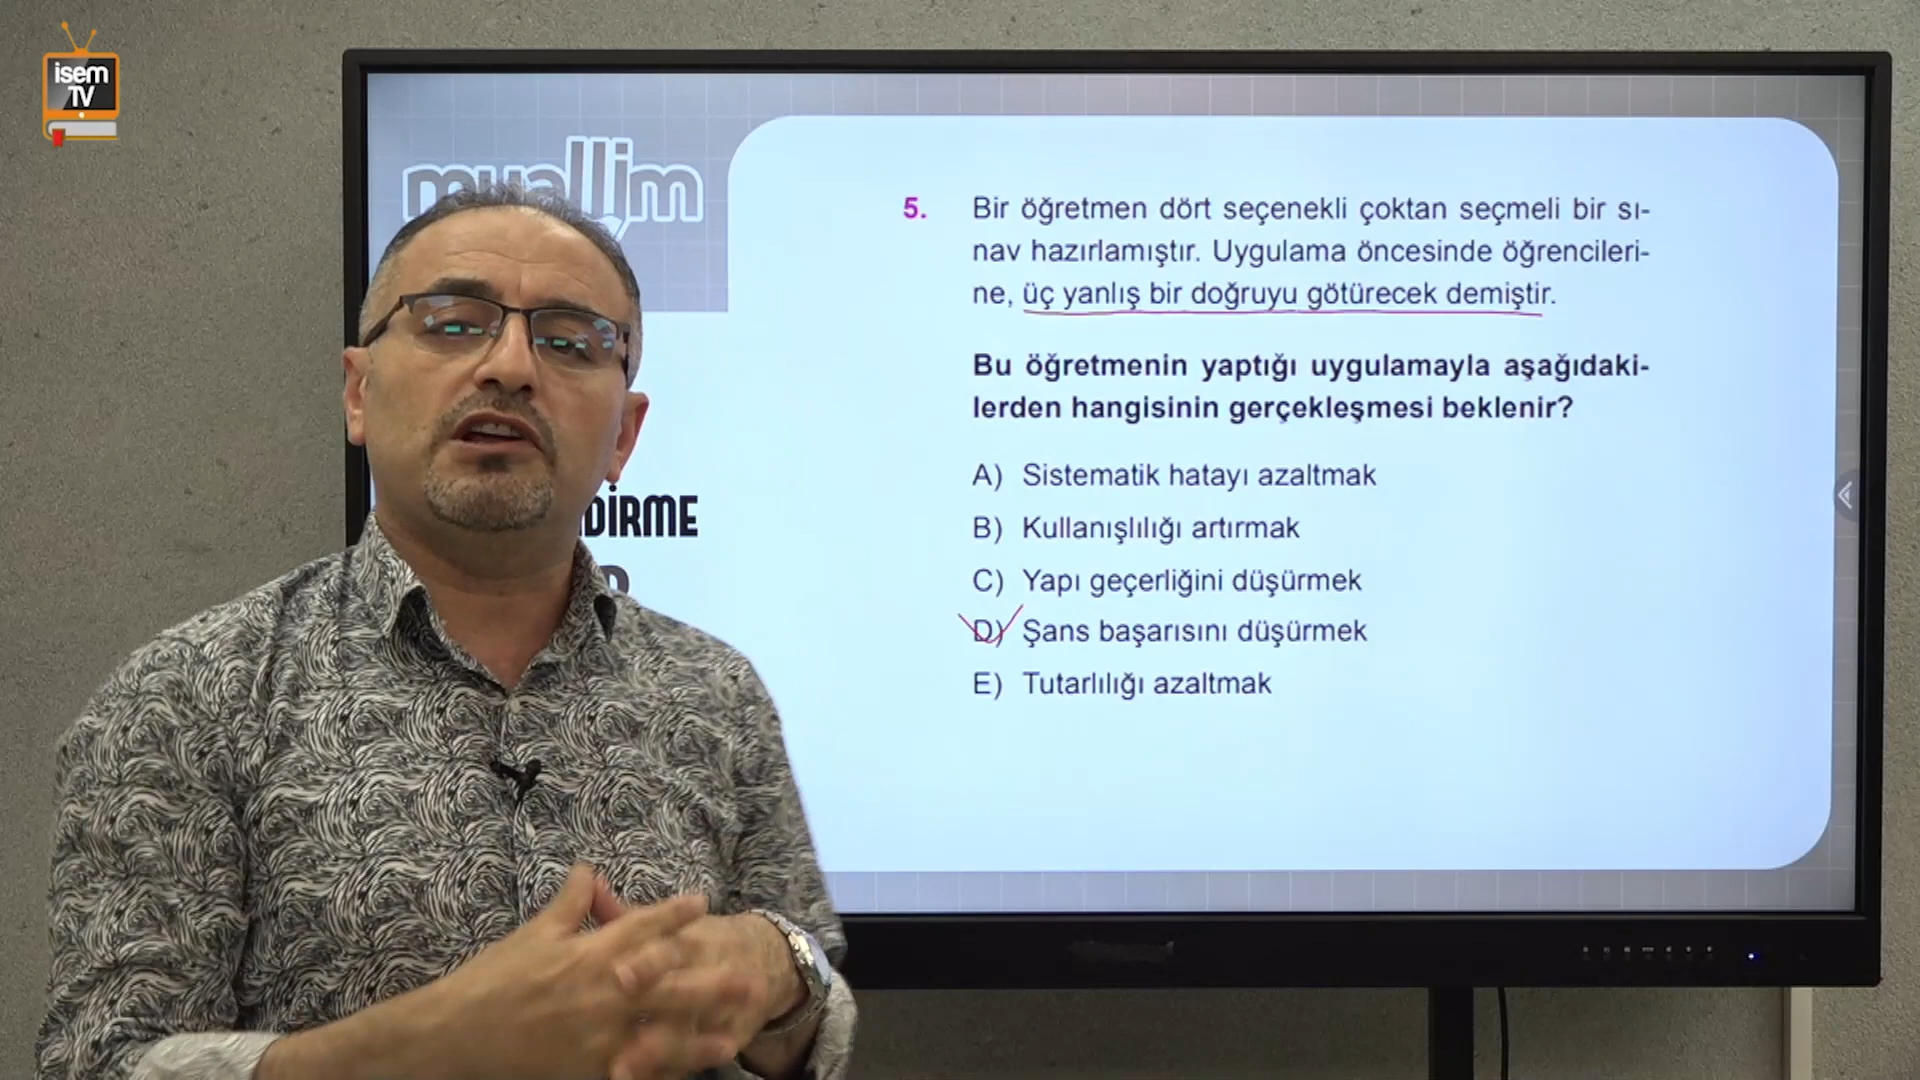 isem
TV
muallim
5. Bir öğretmen dört seçenekli çoktan seçmeli bir sı-
nav hazırlamıştır. Uygulama öncesinde öğrencileri-
ne, üç yanlış bir doğruyu götürecek demiştir.
Bu öğretmenin yaptığı uygulamayla aşağıdaki-
lerden hangisinin gerçekleşmesi beklenir?
A) Sistematik hatayı azaltmak
B) Kullanışlılığı artırmak
C) Yapı geçerliğini düşürmek
D) Şans başarısını düşürmek
E) Tutarlılığı azaltmak
DİRME